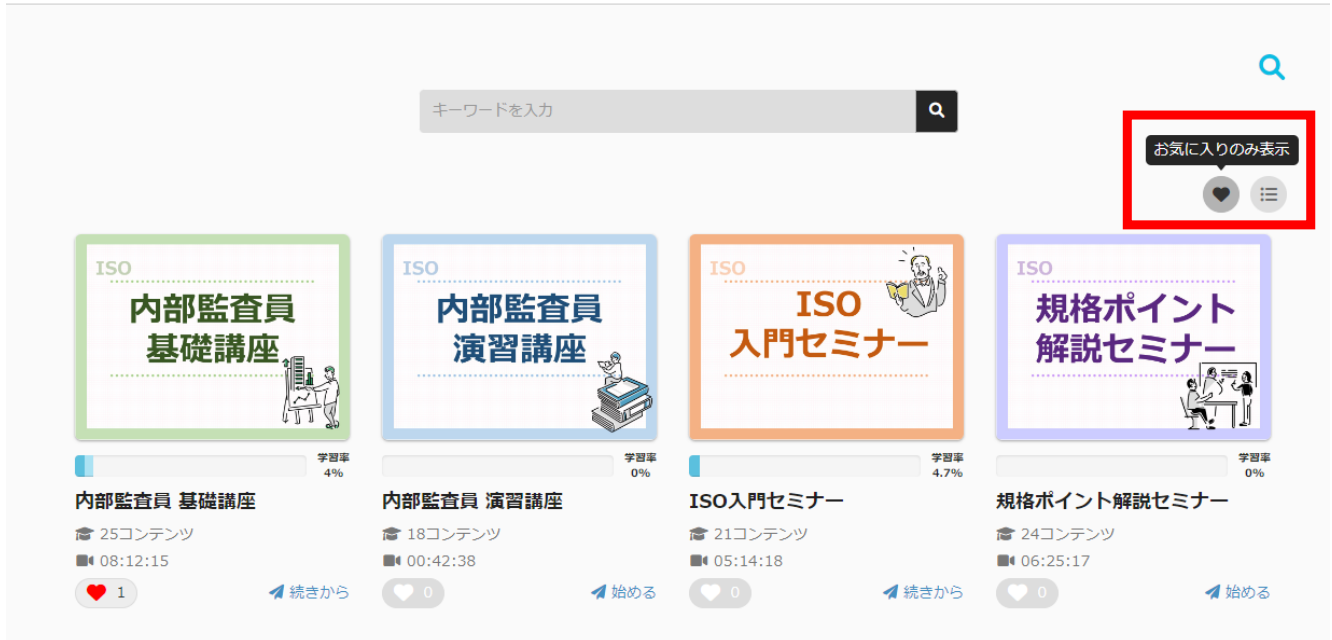 キーワードを入力
お気に入りのみ表示
ISO
内部監査員
基礎講座
学習率
4%
内部監査員 基礎講座
25コンテンツ
08:12:15
1
続きから
ISO
内部監査員
演習講座
学習率
0%
内部監査員 演習講座
18コンテンツ
00:42:38
0
始める
ISO
ISO
入門セミナー
学習率
4.7%
ISO入門セミナー
21コンテンツ
05:14:18
0
続きから
ISO
規格ポイント
解説セミナー
学習率
0%
規格ポイント解説セミナー
24コンテンツ
06:25:17
0
始める